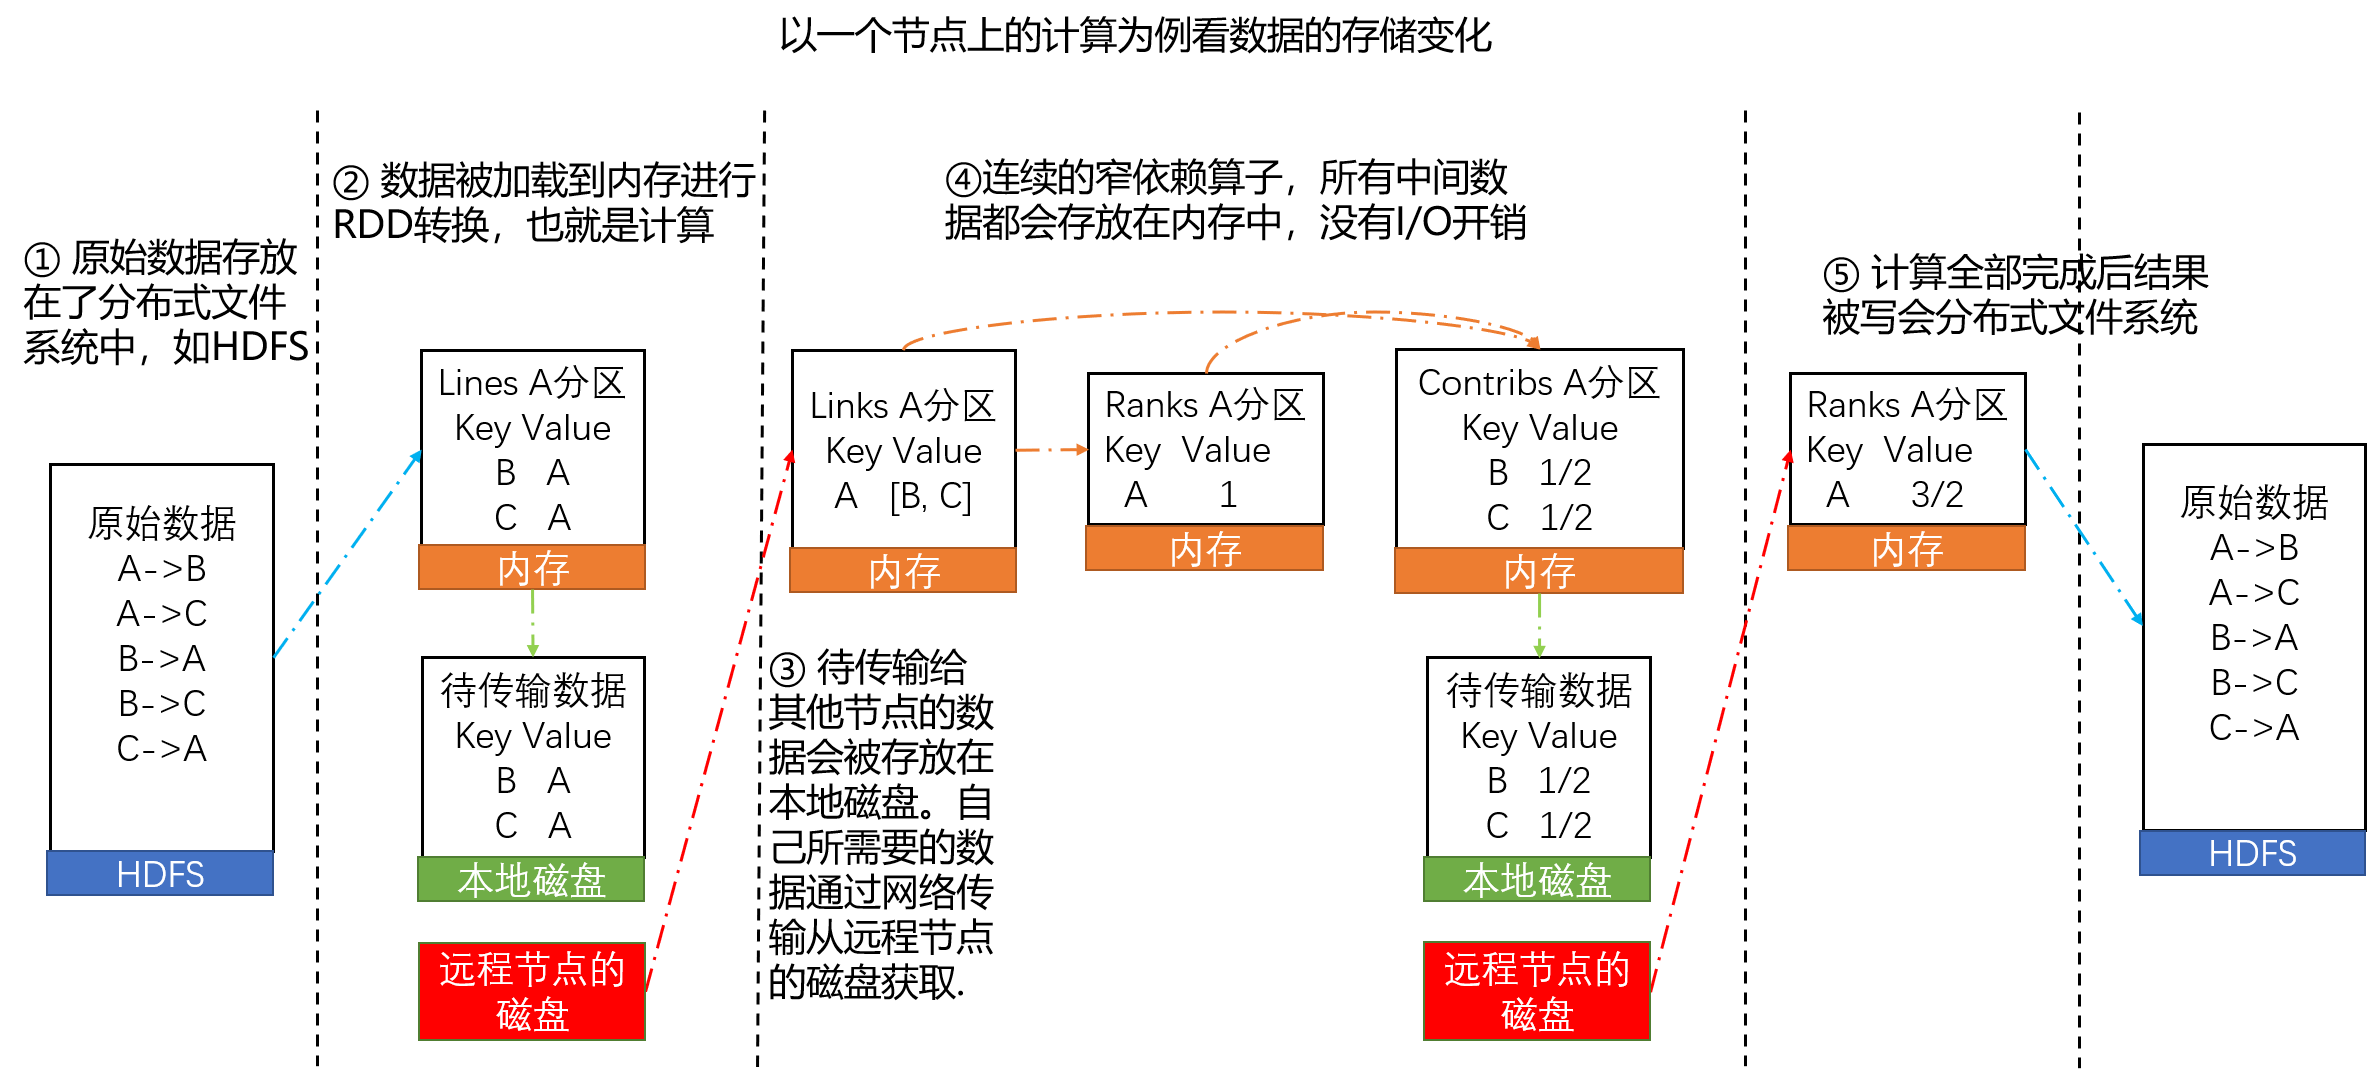 以一个节点上的计算为例看数据的存储变化
① 原始数据存放
在了分布式文件
系统中，如HDFS
原始数据
A->B
A->C
B->A
B->C
C->A
HDFS
② 数据被加载到内存进行
RDD转换，也就是计算
Lines A分区
Key Value
B A
C A
内存
待传输数据
Key Value
B A
C A
本地磁盘
远程节点的
磁盘
③ 待传输给
其他节点的数
据会被存放在
本地磁盘。自
己所需要的数
据通过网络传
输从远程节点
的磁盘获取.
④连续的窄依赖算子，所有中间数
据都会存放在内存中，没有I/O开销
Links A分区
Key Value
A [B, C]
内存
Ranks A分区
Key Value
A 1
内存
Contribs A分区
Key Value
B 1/2
C 1/2
内存
待传输数据
Key Value
B 1/2
C 1/2
本地磁盘
远程节点的
磁盘
⑤ 计算全部完成后结果
被写会分布式文件系统
Ranks A分区
Key Value
A 3/2
内存
原始数据
A->B
A->C
B->A
B->C
C->A
HDFS